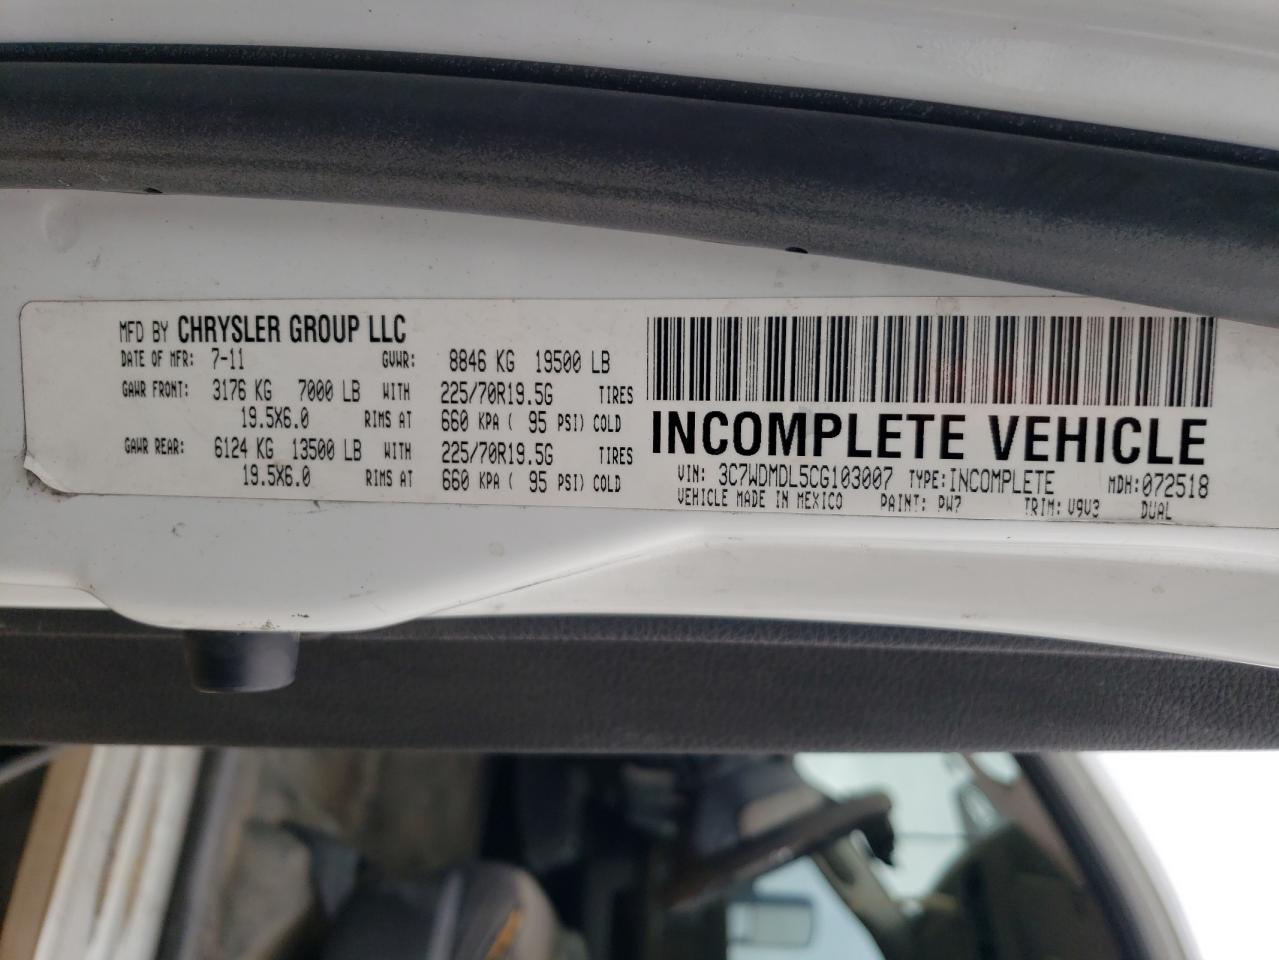 MFD BY CHRYSLER GROUP LLC
DATE OF MFR: 7-11 GVWR: 8846 KG 19500 LB
GAWR FRONT: 3176 KG 7000 LB WITH 225/70R19.5G TIRES
19.5X6.0 RIMS AT 660 KPA ( 95 PSI) COLD
GAWR REAR: 6124 KG 13500 LB WITH 225/70R19.5G TIRES
19.5X6.0 RIMS AT 660 KPA ( 95 PSI) COLD
INCOMPLETE VEHICLE
VIN: 3C7WDMDL5CG103007 TYPE: INCOMPLETE MDH: 072518
VEHICLE MADE IN MEXICO PAINT: PW7 TRIM: V9V3 DUAL